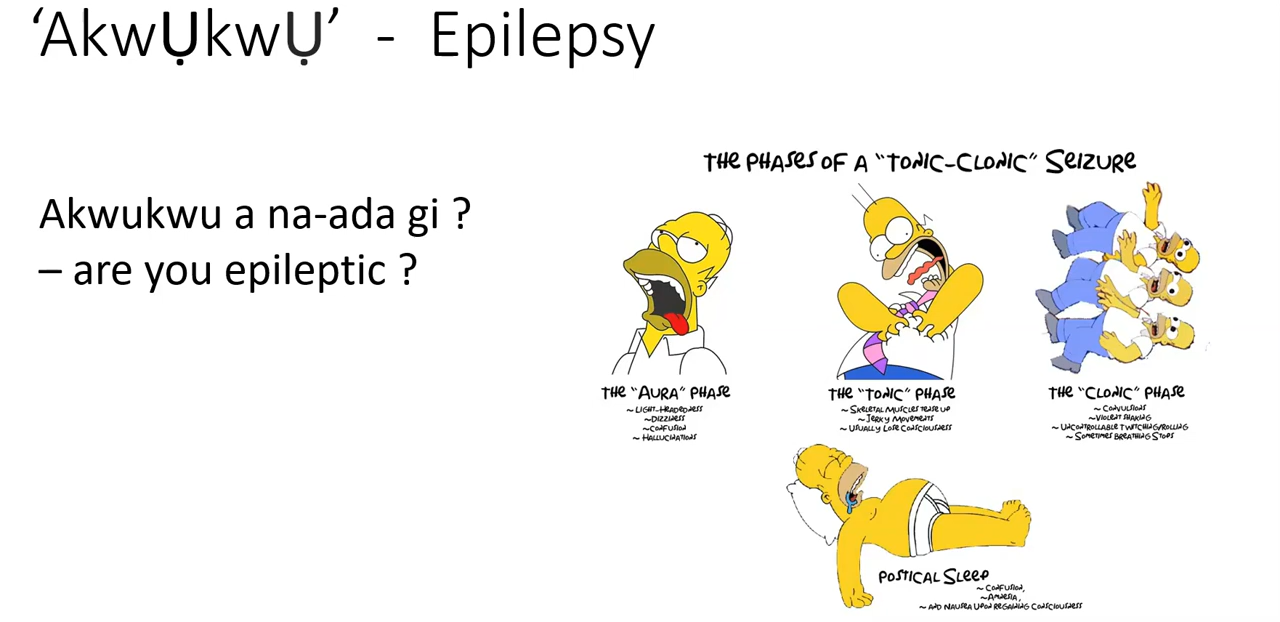 ‘AkwỤkwỤ’ - Epilepsy
Akwukwu a na-ada gi ?
– are you epileptic ?
THE PHASES OF A "TONIC-CLONIC" SEIZURE
THE "AURA" PHASE
~ LIGHT-HEADEDNESS
~DIZZINESS
~CONFUSION
~ HALLUCINATIONS
THE "TONIC" PHASE
~ SKELETAL MUSCLES TENSE UP
~ JERKY MOVEMENTS
~ USUALLY LOSE CONSCIOUSNESS
THE "CLONIC" PHASE
~ CONVULSIONS
~VIOLENT SHAKING
~ UNCONTROLLABLE TWITCHING/ROLLING
~ SOMETIMES BREATHING STOPS
POSTICAL SLEEP
~ CONFUSION,
~AMNESIA,
~ AND NAUSEA UPON REGAINING CONSCIOUSNESS